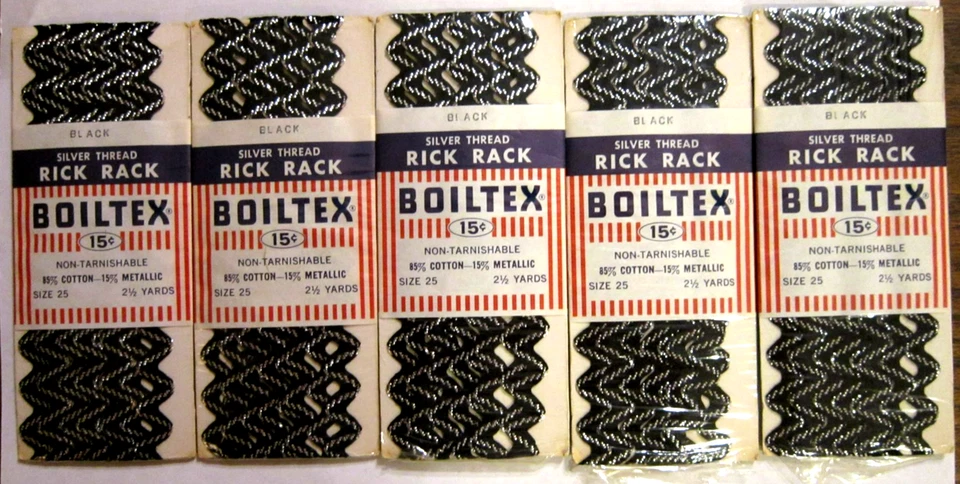 BLACK
SILVER THREAD
RICK RACK
BOILTEX®
15¢
NON-TARNISHABLE
85% COTTON—15% METALLIC
SIZE 25 2½ YARDS
BLACK
SILVER THREAD
RICK RACK
BOILTEX®
15¢
NON-TARNISHABLE
85% COTTON—15% METALLIC
SIZE 25 2½ YARDS
BLACK
SILVER THREAD
RICK RACK
BOILTEX®
15¢
NON-TARNISHABLE
85% COTTON—15% METALLIC
SIZE 25 2½ YARDS
BLACK
SILVER THREAD
RICK RACK
BOILTEX®
15¢
NON-TARNISHABLE
85% COTTON—15% METALLIC
SIZE 25 2½ YARDS
BLACK
SILVER THREAD
RICK RACK
BOILTEX®
15¢
NON-TARNISHABLE
85% COTTON—15% METALLIC
SIZE 25 2½ YARDS